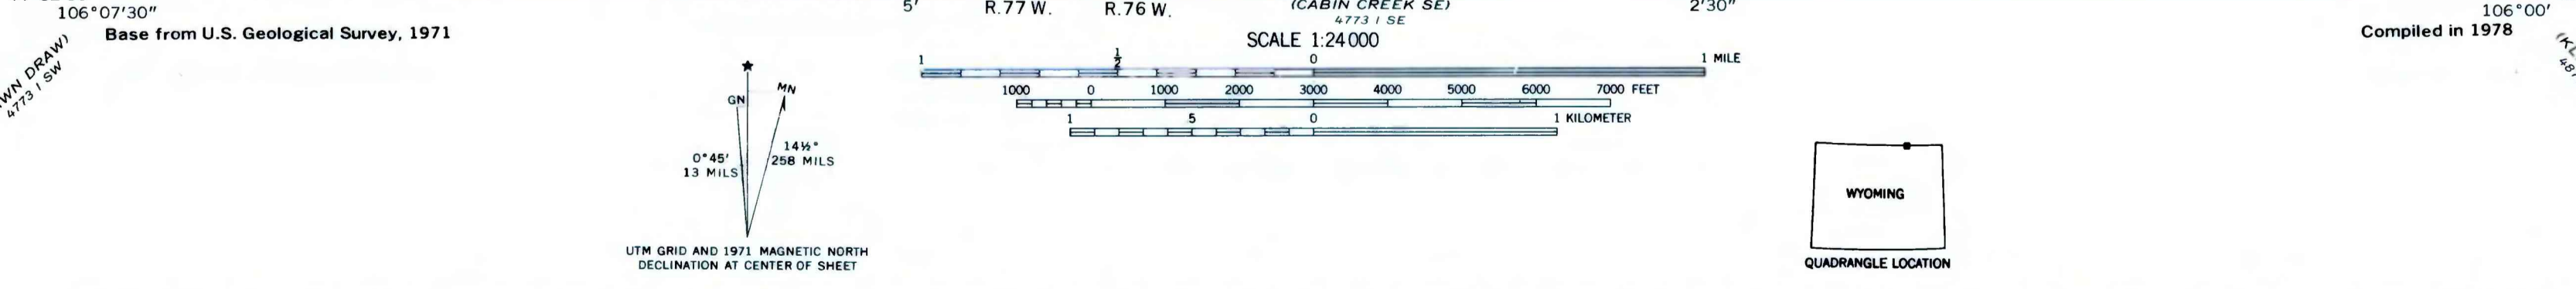 106°07'30"
5'
R.77 W.
R.76 W.
(CABIN CREEK SE)
4773 I SE
2'30"
106°00'
Base from U.S. Geological Survey, 1971
SCALE 1:24 000
Compiled in 1978
DRAW)
4773 I SW
1
1/2
0
1 MILE
1000
0
1000
2000
3000
4000
5000
6000
7000 FEET
1
.5
0
1 KILOMETER
GN
MN
0°45'
13 MILS
14½°
258 MILS
UTM GRID AND 1971 MAGNETIC NORTH
DECLINATION AT CENTER OF SHEET
WYOMING
QUADRANGLE LOCATION